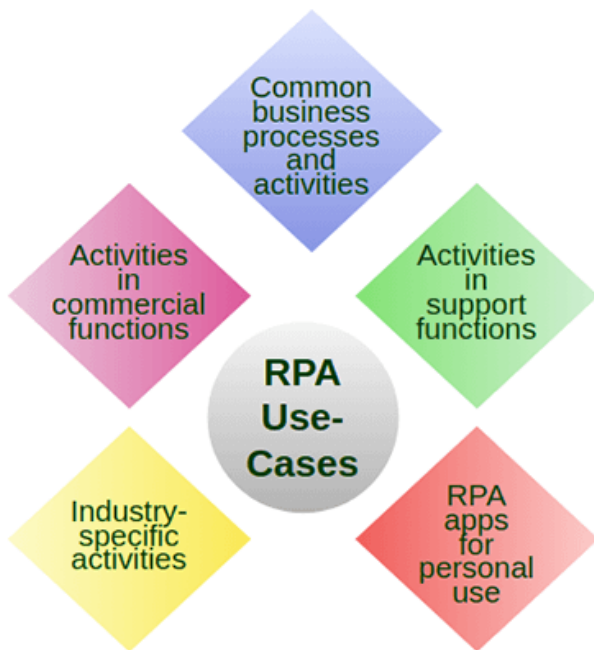 Common
business
processes
and
activities
Activities
in
commercial
functions
Activities
in
support
functions
RPA
Use-
Cases
Industry-
specific
activities
RPA
apps
for
personal
use